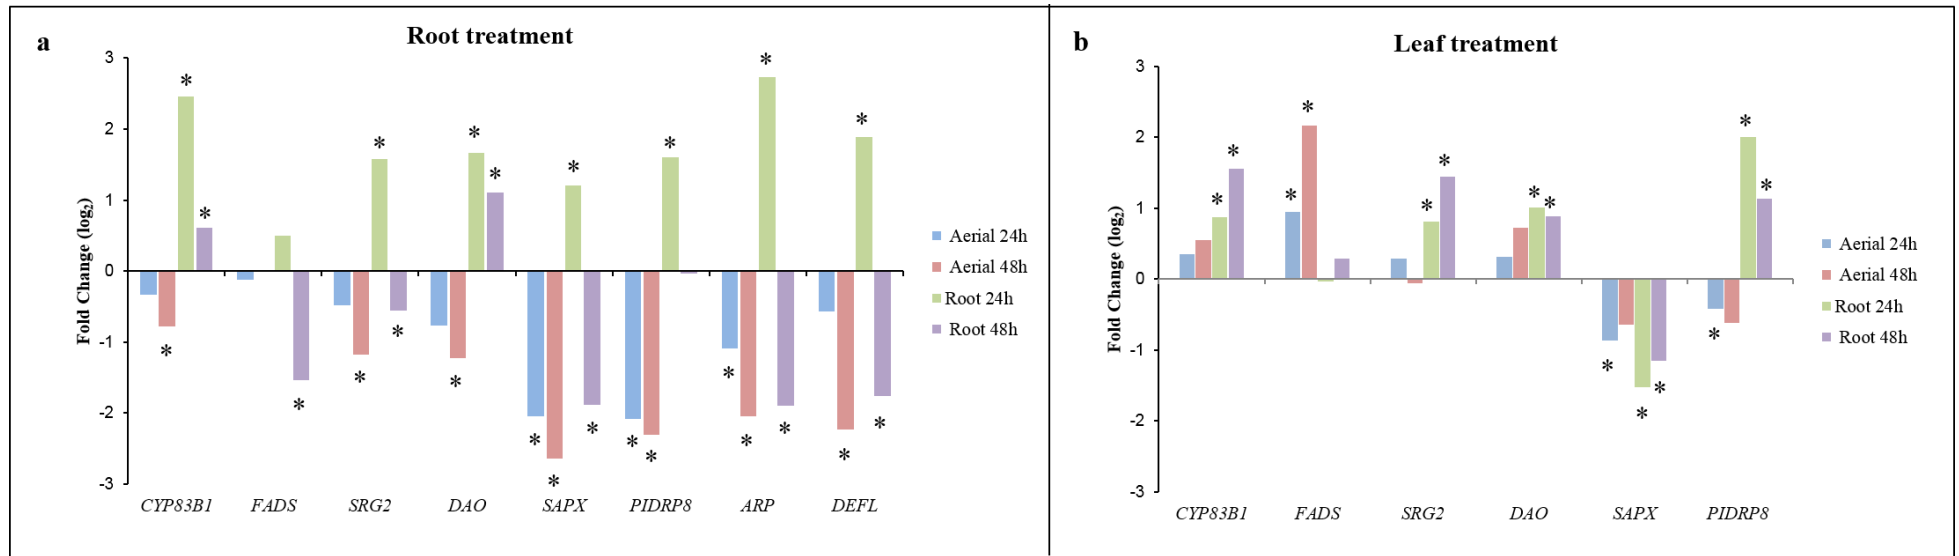 a
Root treatment
Fold Change (log2)
3
2
1
0
-1
-2
-3
* * * * * * * * *
* * * * * * * * * * * * * *
CYP83B1 FADS SRG2 DAO SAPX PIDRP8 ARP DEFL
Aerial 24h
Aerial 48h
Root 24h
Root 48h
b
Leaf treatment
Fold Change (log2)
3
2
1
0
-1
-2
-3
* * * * * * * * * *
* * * *
CYP83B1 FADS SRG2 DAO SAPX PIDRP8
Aerial 24h
Aerial 48h
Root 24h
Root 48h